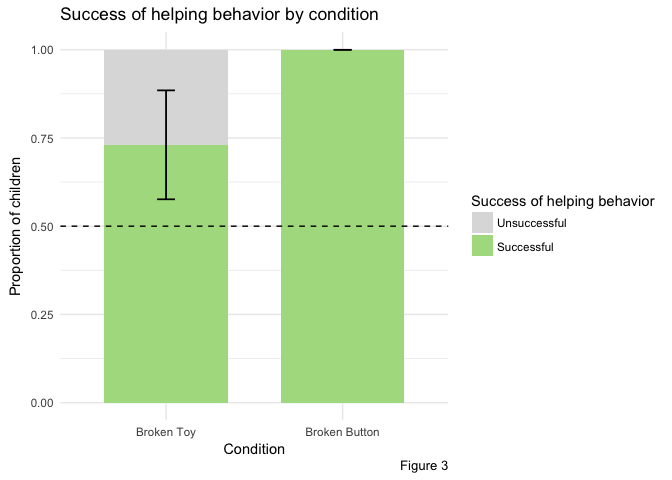 Success of helping behavior by condition
1.00
0.75
0.50
0.25
0.00
Proportion of children
Broken Toy
Broken Button
Condition
Success of helping behavior
Unsuccessful
Successful
Figure 3